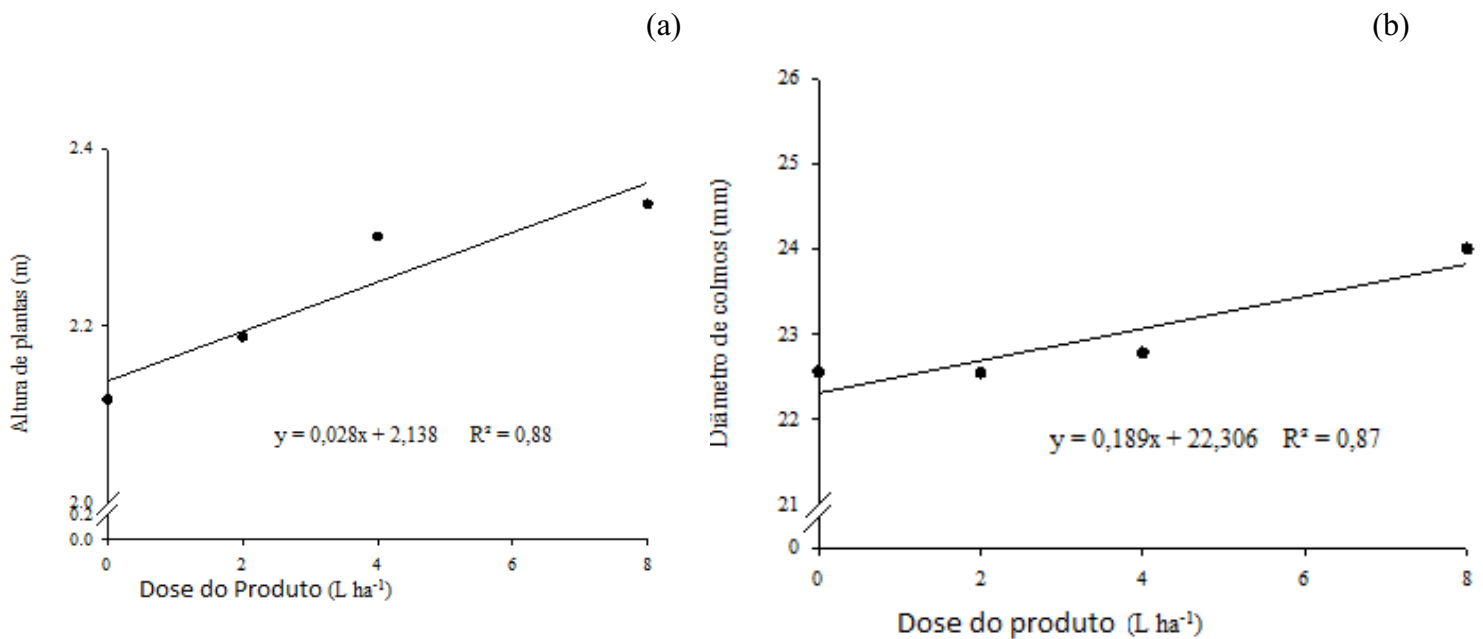 (a)
2.4
2.2
2.0
0.2
0.0
Altura de plantas (m)
y = 0,028x + 2,138 R² = 0,88
0 2 4 6 8
Dose do Produto (L ha⁻¹)
(b)
26
25
24
23
22
21
0
Diâmetro de colmos (mm)
y = 0,189x + 22,306 R² = 0,87
0 2 4 6 8
Dose do produto (L ha⁻¹)